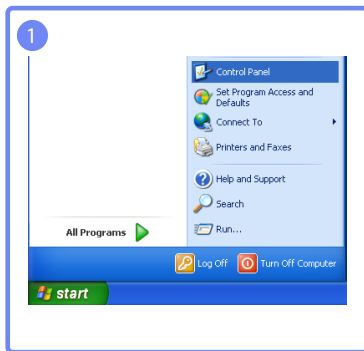 1
Control Panel
Set Program Access and
Defaults
Connect To
Printers and Faxes
Help and Support
Search
All Programs
Run...
Log Off Turn Off Computer
start